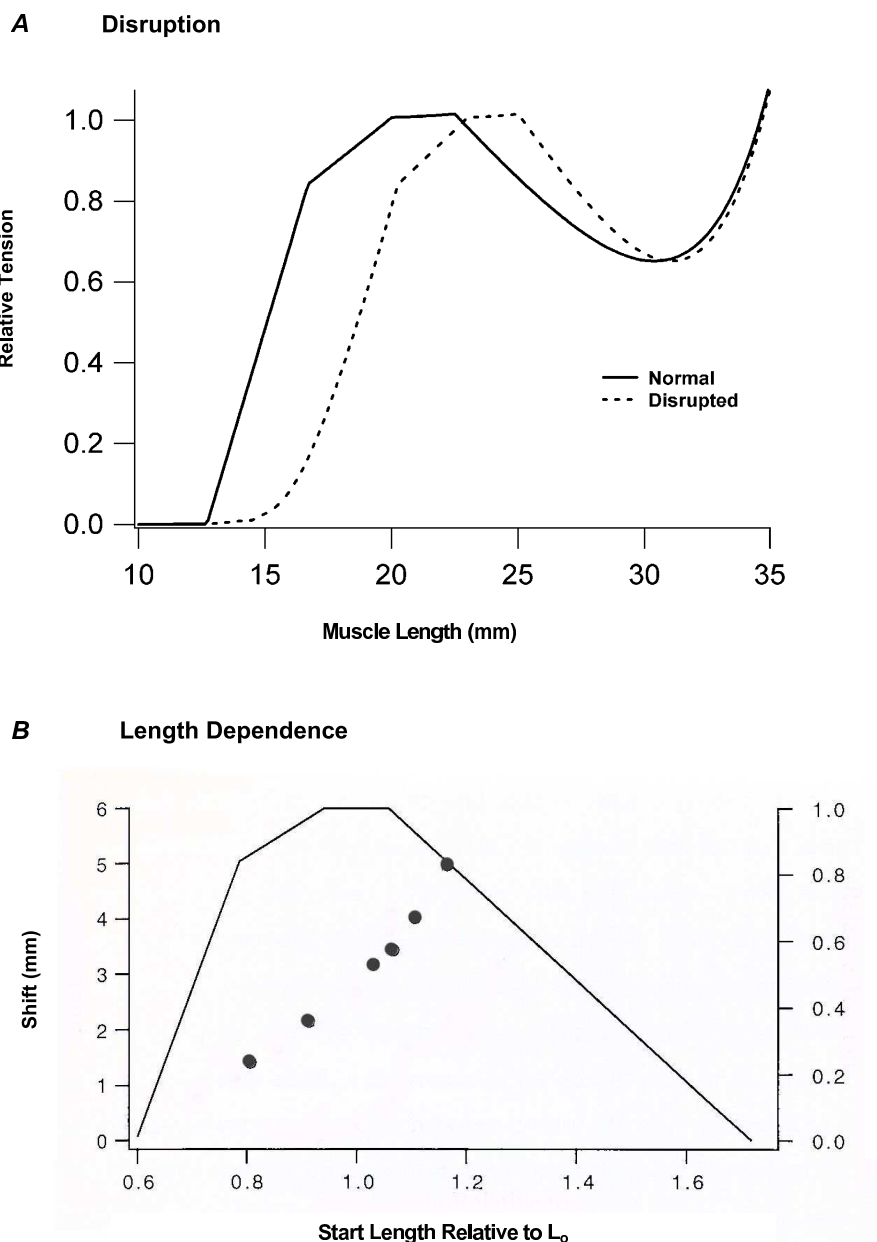 A Disruption
1.0
0.8
0.6
0.4
0.2
0.0
Relative Tension
Normal
Disrupted
10 15 20 25 30 35
Muscle Length (mm)
B Length Dependence
6 1.0
5 0.8
4 0.6
3 0.4
2 0.2
1 0.0
0
Shift (mm)
0.6 0.8 1.0 1.2 1.4 1.6
Start Length Relative to Lo